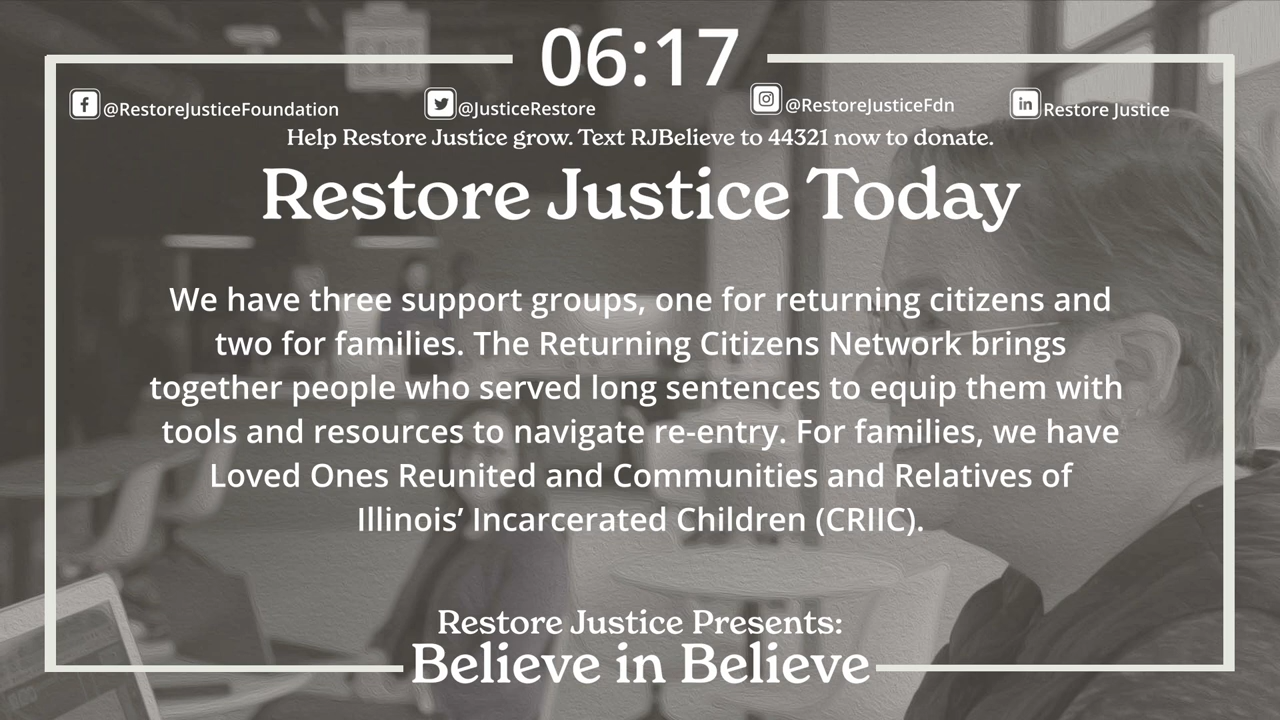 06:17
@RestoreJusticeFoundation @JusticeRestore @RestoreJusticeFdn Restore Justice
Help Restore Justice grow. Text RJBelieve to 44321 now to donate.
Restore Justice Today
We have three support groups, one for returning citizens and
two for families. The Returning Citizens Network brings
together people who served long sentences to equip them with
tools and resources to navigate re-entry. For families, we have
Loved Ones Reunited and Communities and Relatives of
Illinois’ Incarcerated Children (CRIIC).
Restore Justice Presents:
Believe in Believe